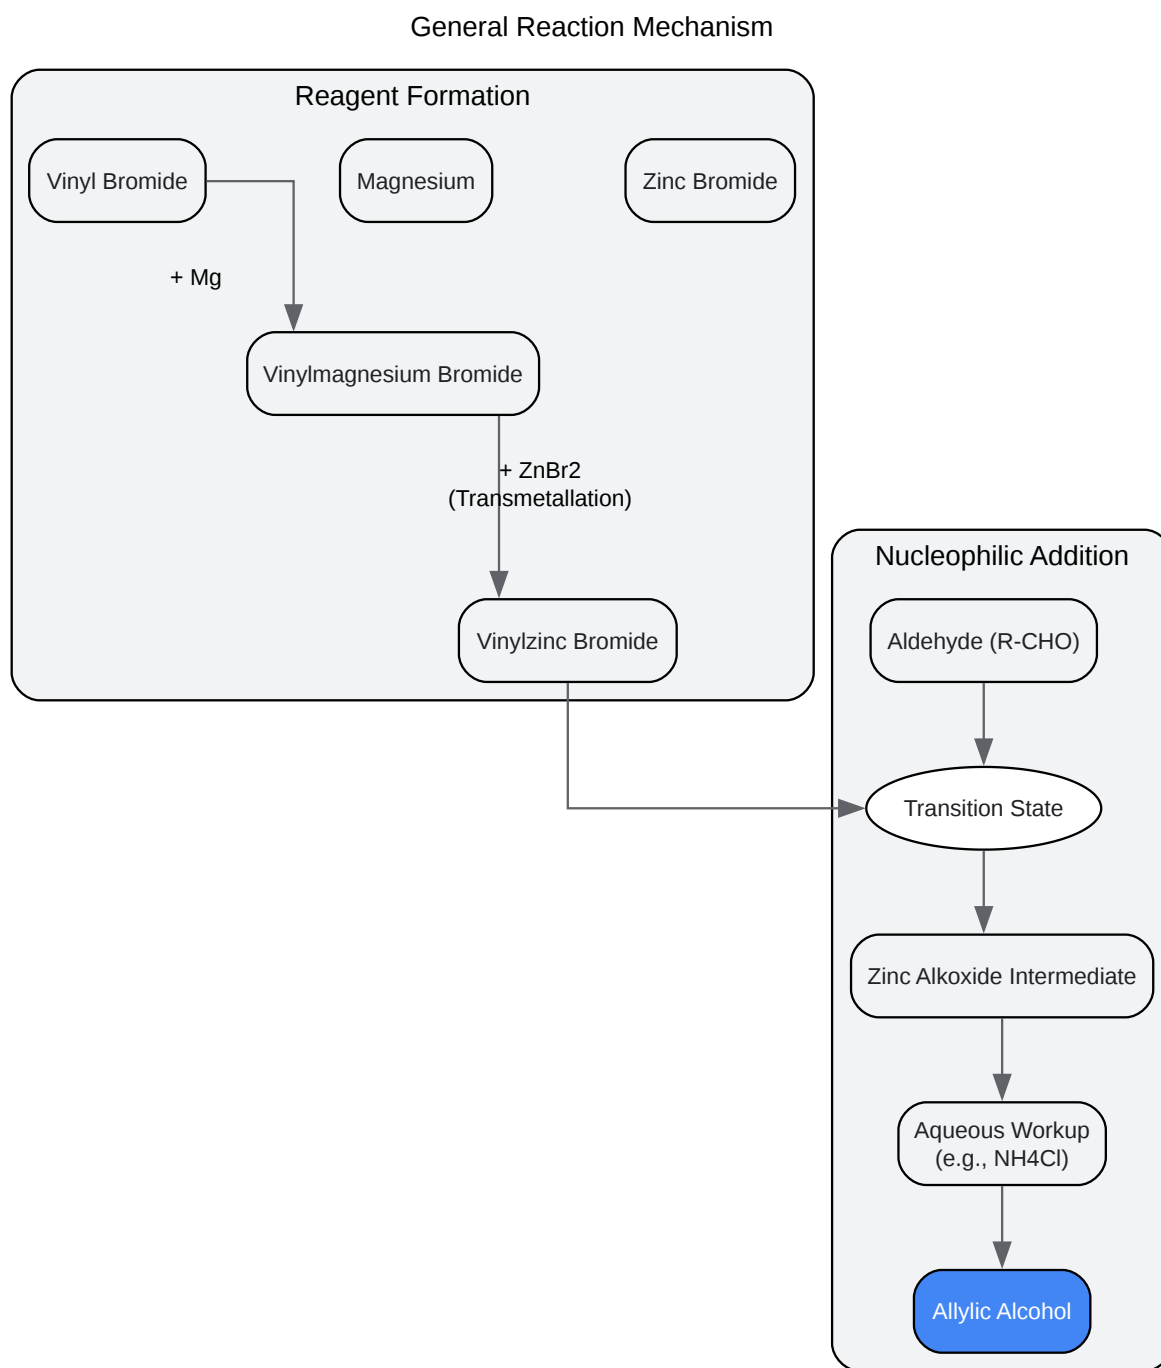 General Reaction Mechanism
Reagent Formation
Vinyl Bromide
Magnesium
Zinc Bromide
+ Mg
Vinylmagnesium Bromide
+ ZnBr2
(Transmetallation)
Vinylzinc Bromide
Nucleophilic Addition
Aldehyde (R-CHO)
Transition State
Zinc Alkoxide Intermediate
Aqueous Workup
(e.g., NH4Cl)
Allylic Alcohol